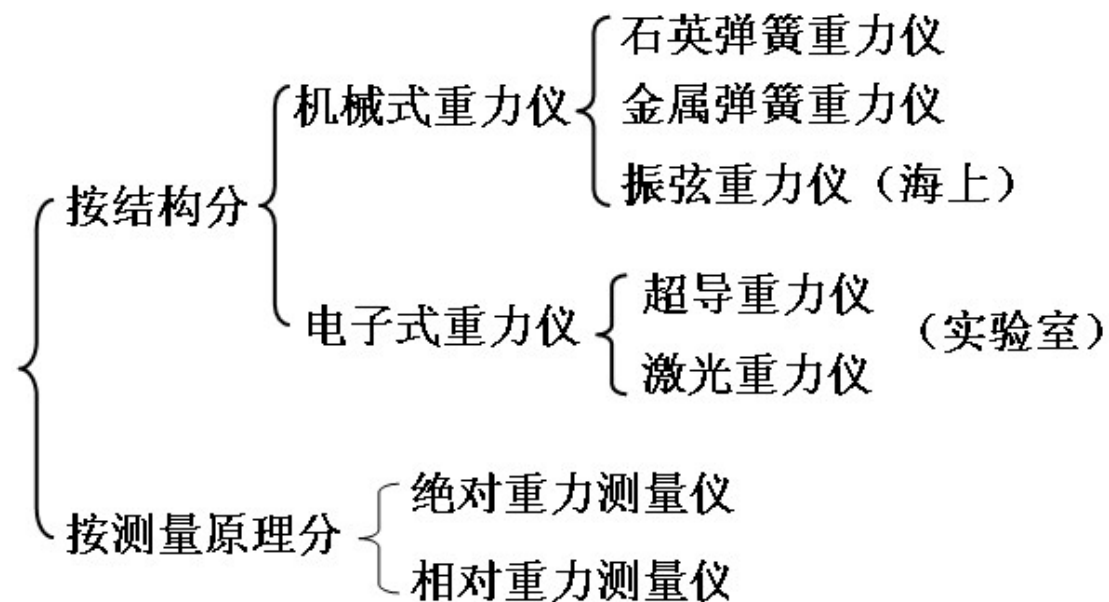 按结构分
机械式重力仪
石英弹簧重力仪
金属弹簧重力仪
振弦重力仪（海上）
电子式重力仪
超导重力仪
激光重力仪
（实验室）
按测量原理分
绝对重力测量仪
相对重力测量仪